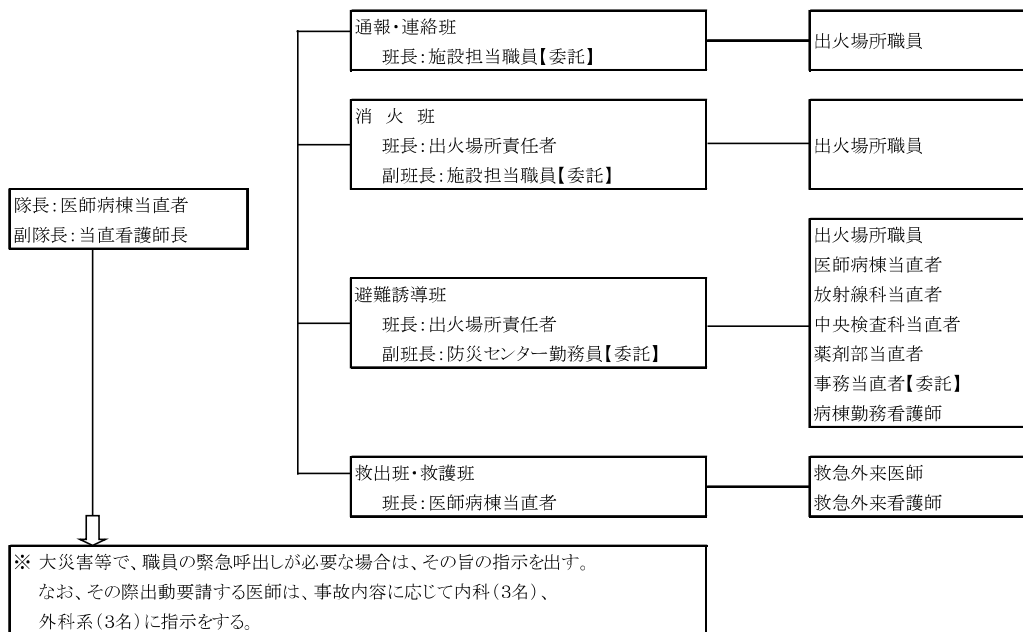 通報・連絡班
班長：施設担当職員【委託】
出火場所職員
消　火　班
班長：出火場所責任者
副班長：施設担当職員【委託】
出火場所職員
隊長：医師病棟当直者
副隊長：当直看護師長
避難誘導班
班長：出火場所責任者
副班長：防災センター勤務員【委託】
出火場所職員
医師病棟当直者
放射線科当直者
中央検査科当直者
薬剤部当直者
事務当直者【委託】
病棟勤務看護師
救出班・救護班
班長：医師病棟当直者
救急外来医師
救急外来看護師
※ 大災害等で、職員の緊急呼出しが必要な場合は、その旨の指示を出す。
なお、その際出動要請する医師は、事故内容に応じて内科（3名）、
外科系（3名）に指示をする。